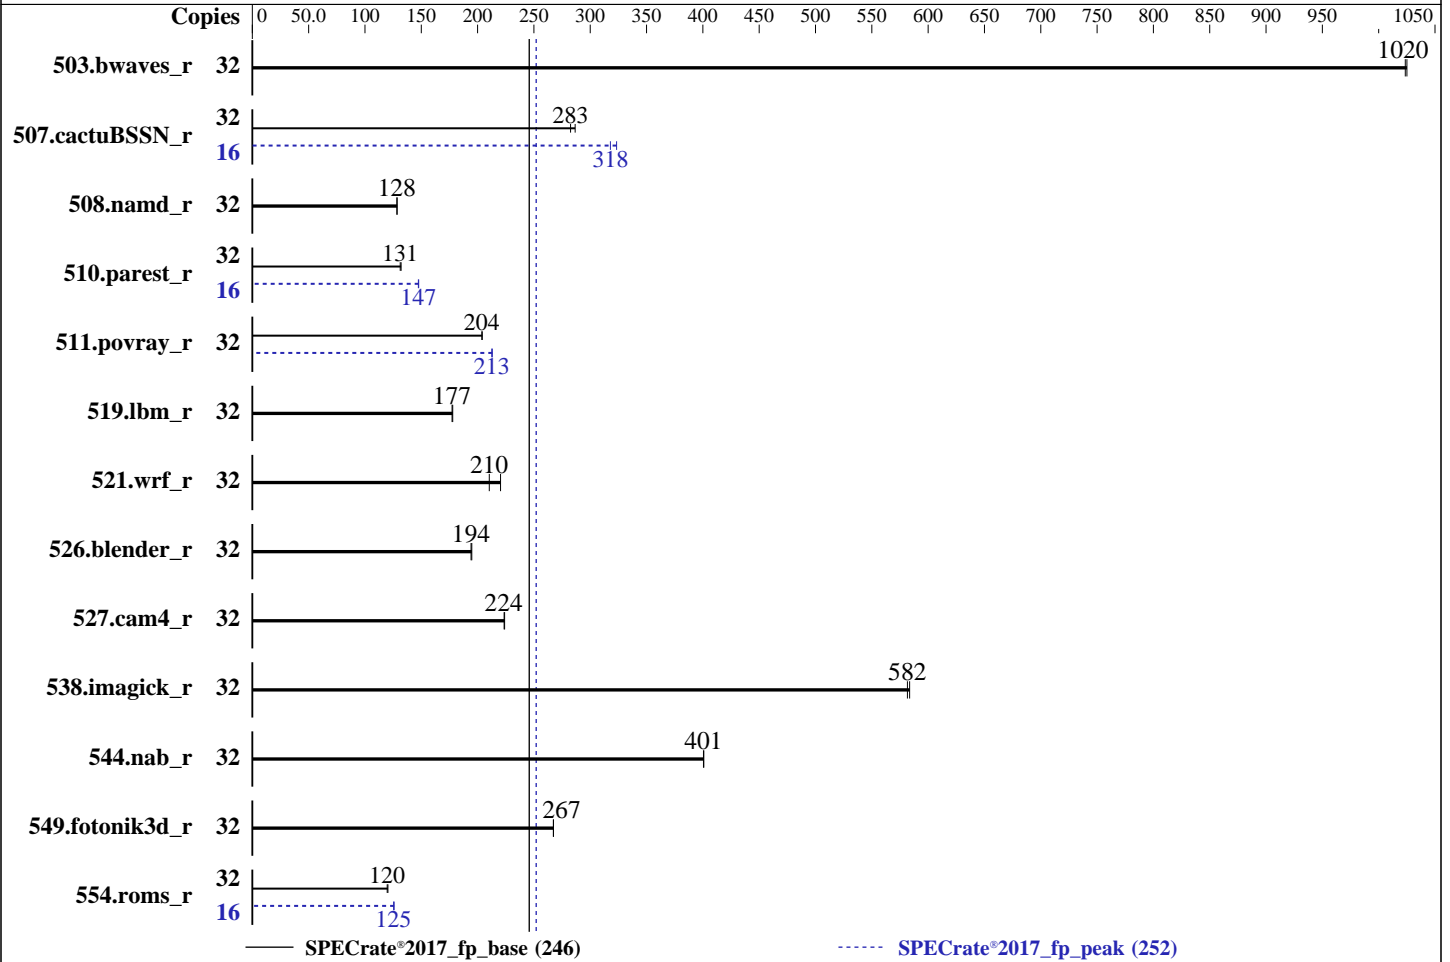 Copies 0 50.0 100 150 200 250 300 350 400 450 500 550 600 650 700 750 800 850 900 950 1050
503.bwaves_r 32 1020
507.cactuBSSN_r 32 283
16 318
508.namd_r 32 128
510.parest_r 32 131
16 147
511.povray_r 32 204
213
519.lbm_r 32 177
521.wrf_r 32 210
526.blender_r 32 194
527.cam4_r 32 224
538.imagick_r 32 582
544.nab_r 32 401
549.fotonik3d_r 32 267
554.roms_r 32 120
16 125
SPECrate®2017_fp_base (246) SPECrate®2017_fp_peak (252)